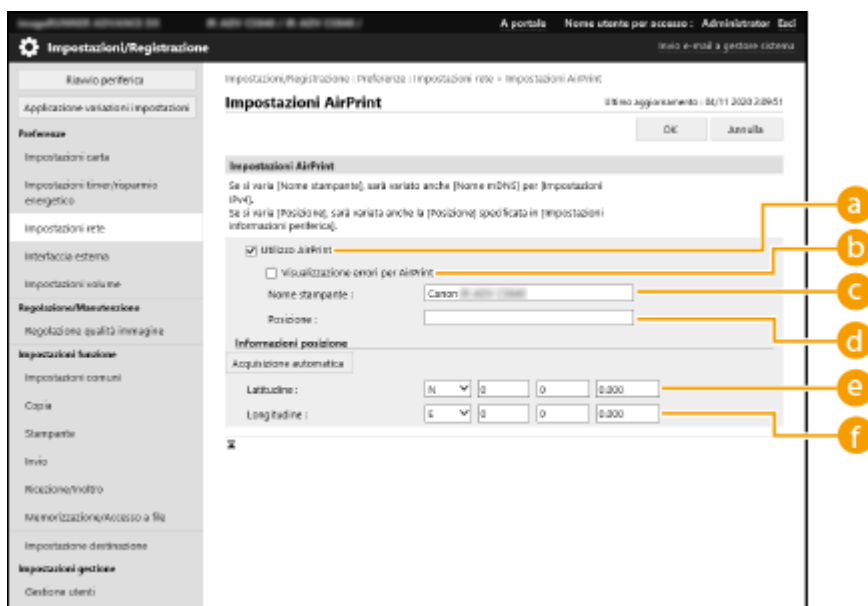 A portale Nome utente per accesso : Administrator Esci
Impostazioni/Registrazione
Invio e-mail a gestore sistema
Riavvio periferica
Applicazione variazioni impostazioni
Preferenze
Impostazioni carta
Impostazioni timer/risparmio
energetico
Impostazioni rete
Interfaccia esterna
Impostazioni volume
Regolazione/Manutenzione
Regolazione qualità immagine
Impostazioni funzione
Impostazioni comuni
Copia
Stampante
Invio
Ricezione/Inoltro
Memorizzazione/Accesso a file
Impostazione destinazione
Impostazioni gestione
Gestione utenti
Impostazioni/Registrazione : Preferenze : Impostazioni rete > Impostazioni AirPrint
Impostazioni AirPrint
Ultimo aggiornamento : 04/11 2020 2:09:51
OK Annulla
Impostazioni AirPrint
Se si varia [Nome stampante], sarà variato anche [Nome mDNS] per [Impostazioni
IPv4].
Se si varia [Posizione], sarà variata anche la [Posizione] specificata in [Impostazioni
informazioni periferica].
Utilizzo AirPrint
Visualizzazione errori per AirPrint
Nome stampante : Canon
Posizione :
Informazioni posizione
Acquisizione automatica
Latitudine : N 0 0 0.000
Longitudine : E 0 0 0.000
a
b
c
d
e
f